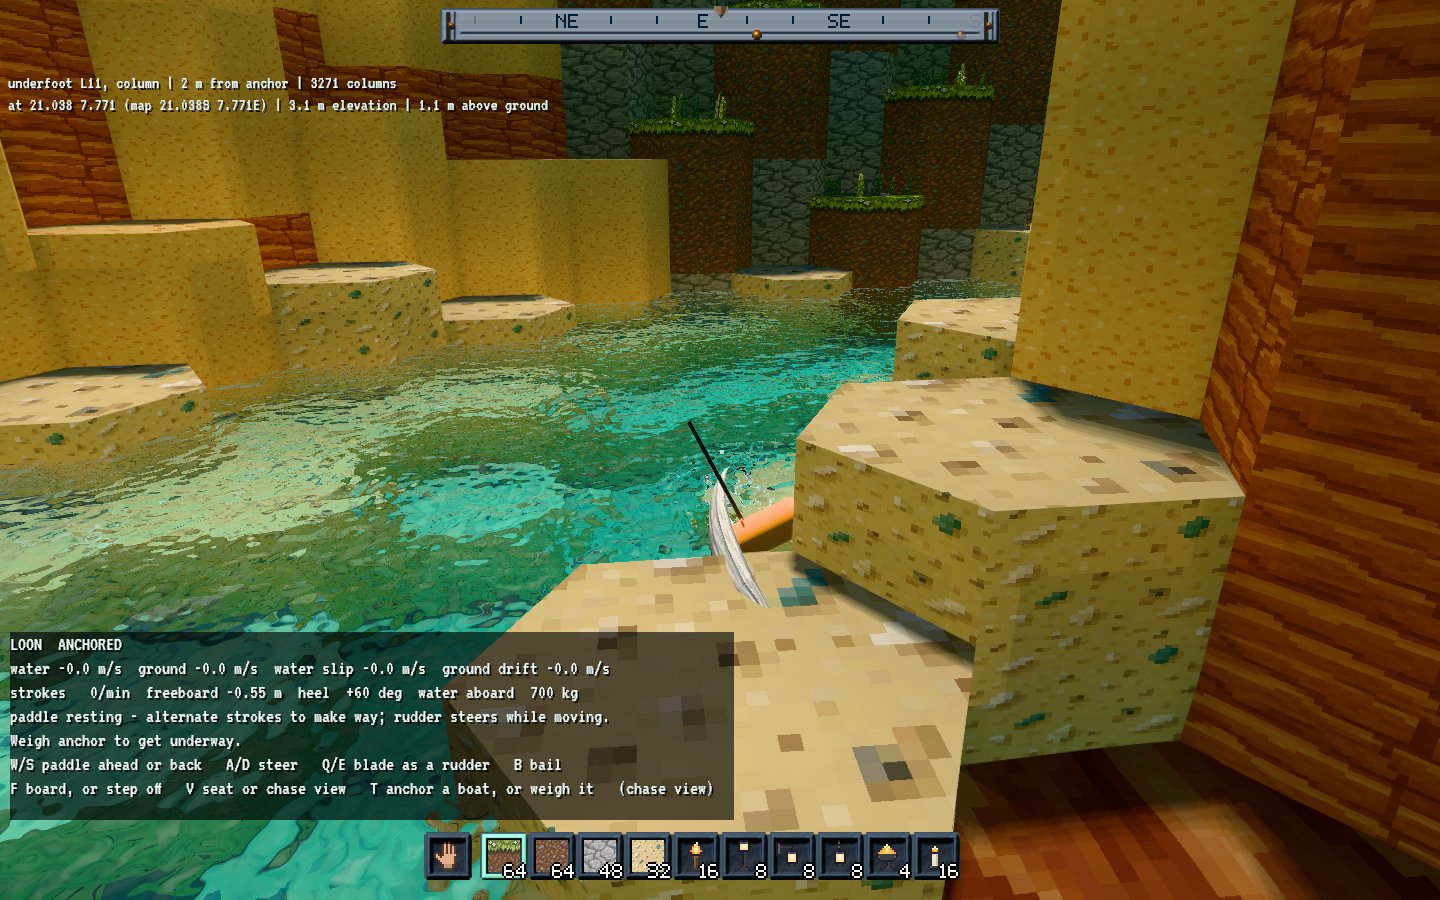 NE E SE S
underfoot L11, column | 2 m from anchor | 3271 columns
at 21.038 7.771 (map 21.038S 7.771E) | 3.1 m elevation | 1.1 m above ground
LOON ANCHORED
water -0.0 m/s ground -0.0 m/s water slip -0.0 m/s ground drift -0.0 m/s
strokes 0/min freeboard -0.55 m heel +60 deg water aboard 700 kg
paddle resting - alternate strokes to make way; rudder steers while moving.
Weigh anchor to get underway.
W/S paddle ahead or back A/D steer Q/E blade as a rudder B bail
F board, or step off V seat or chase view T anchor a boat, or weigh it (chase view)
64 64 48 32 16 8 8 8 4 16